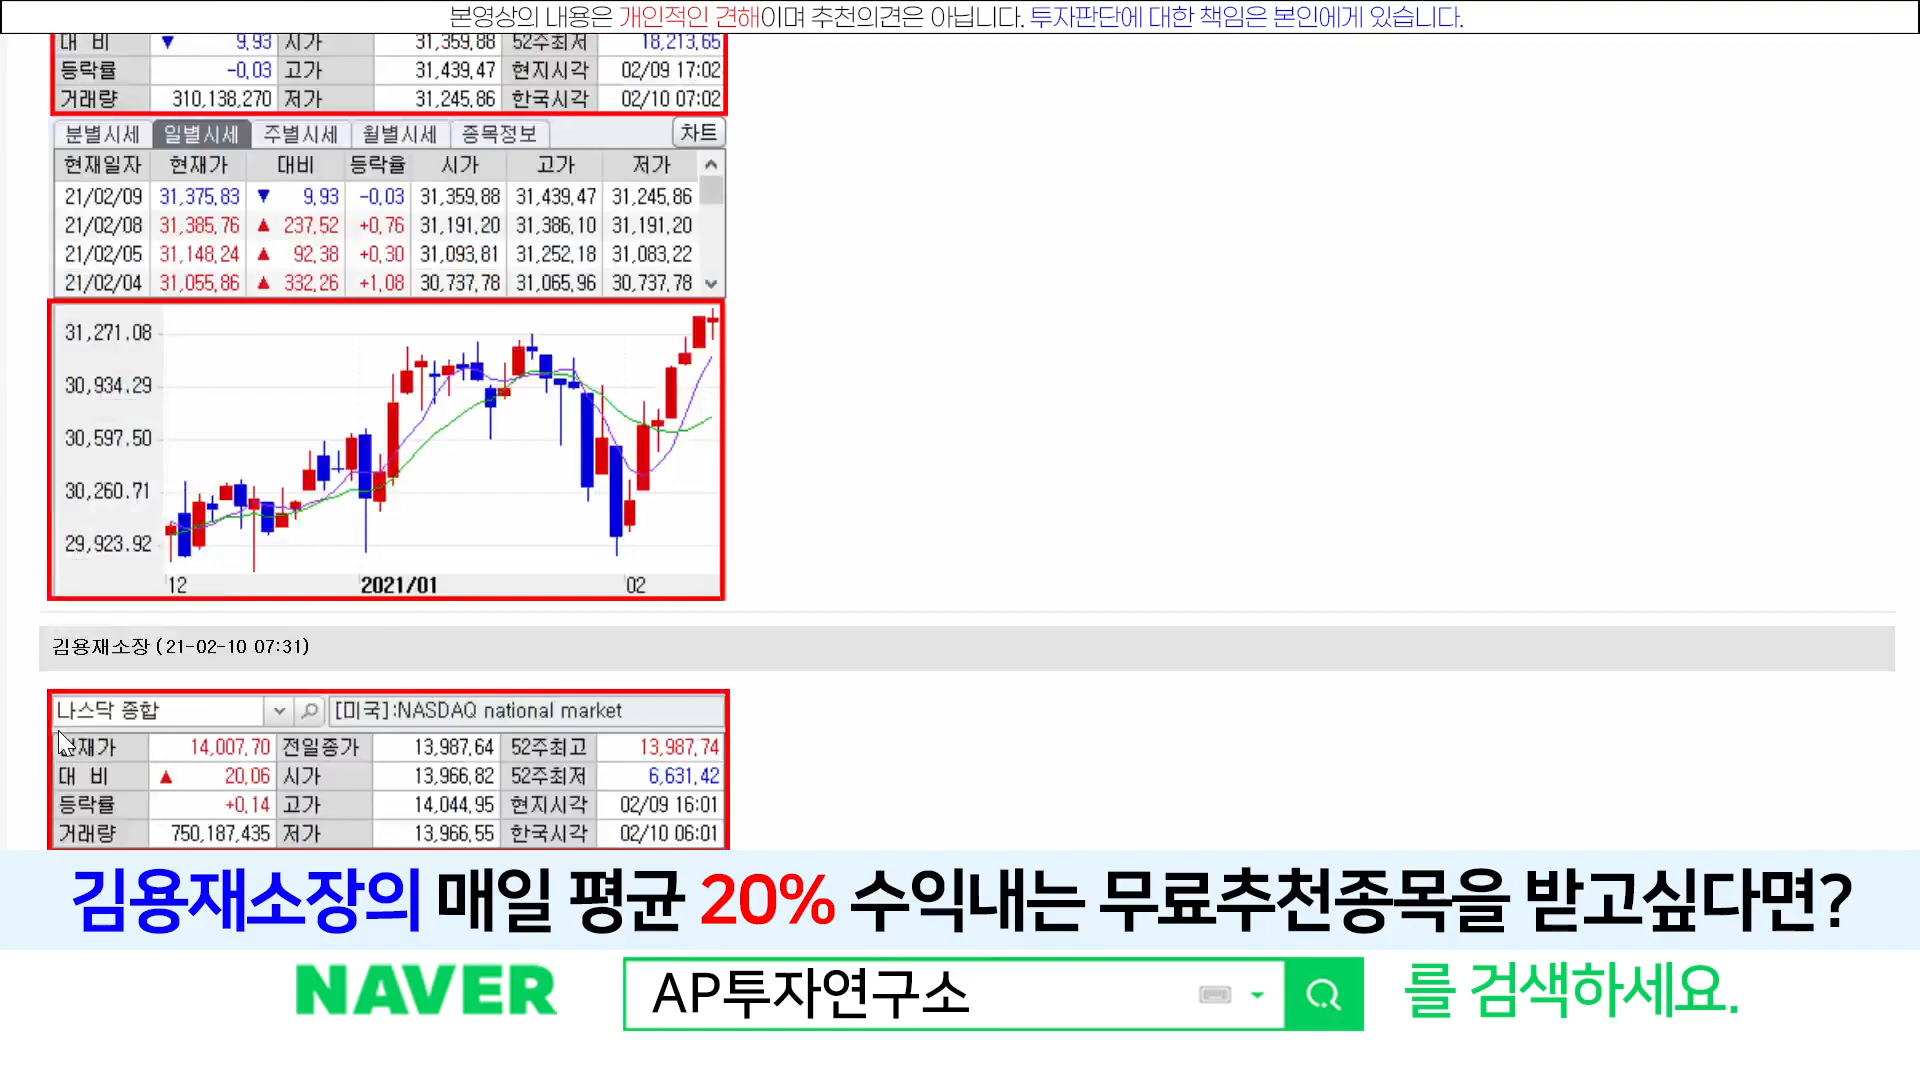 본영상의 내용은 개인적인 견해이며 추천의견은 아닙니다. 투자판단에 대한 책임은 본인에게 있습니다.
대 비 ▼ 9,93 시가 31,359,88 52주최저 18,213,65
등락률 -0,03 고가 31,439,47 현지시각 02/09 17:02
거래량 310,138,270 저가 31,245,86 한국시각 02/10 07:02
분별시세 일별시세 주별시세 월별시세 종목정보 차트
현재일자 현재가 대비 등락율 시가 고가 저가
21/02/09 31,375,83 ▼ 9,93 -0,03 31,359,88 31,439,47 31,245,86
21/02/08 31,385,76 ▲ 237,52 +0,76 31,191,20 31,386,10 31,191,20
21/02/05 31,148,24 ▲ 92,38 +0,30 31,093,81 31,252,18 31,083,22
21/02/04 31,055,86 ▲ 332,26 +1,08 30,737,78 31,065,96 30,737,78
31,271.08
30,934.29
30,597.50
30,260.71
29,923.92
12 2021/01 02
김용재소장 (21-02-10 07:31)
나스닥 종합 [미국]:NASDAQ national market
현재가 14,007,70 전일종가 13,987,64 52주최고 13,987,74
대 비 ▲ 20,06 시가 13,966,82 52주최저 6,631,42
등락률 +0,14 고가 14,044,95 현지시각 02/09 16:01
거래량 750,187,435 저가 13,966,55 한국시각 02/10 06:01
김용재소장의 매일 평균 20% 수익내는 무료추천종목을 받고싶다면?
NAVER AP투자연구소 를 검색하세요.